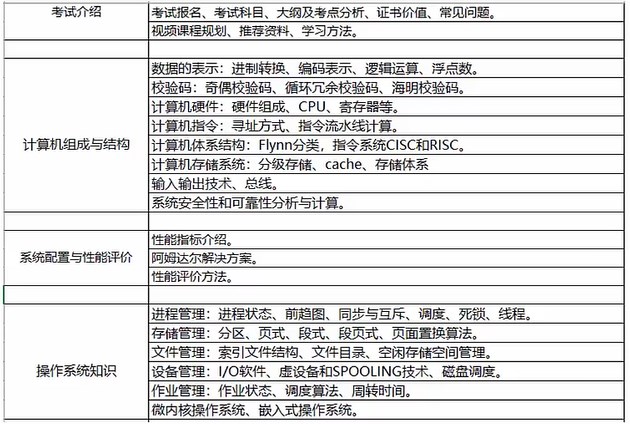 考试介绍
考试报名、考试科目、大纲及考点分析、证书价值、常见问题。
视频课程规划、推荐资料、学习方法。
计算机组成与结构
数据的表示：进制转换、编码表示、逻辑运算、浮点数。
校验码：奇偶校验码、循环冗余校验码、海明校验码。
计算机硬件：硬件组成、CPU、寄存器等。
计算机指令：寻址方式、指令流水线计算。
计算机体系结构：Flynn分类，指令系统CISC和RISC。
计算机存储系统：分级存储、cache、存储体系
输入输出技术、总线。
系统安全性和可靠性分析与计算。
系统配置与性能评价
性能指标介绍。
阿姆达尔解决方案。
性能评价方法。
操作系统知识
进程管理：进程状态、前趋图、同步与互斥、调度、死锁、线程。
存储管理：分区、页式、段式、段页式、页面置换算法。
文件管理：索引文件结构、文件目录、空闲存储空间管理。
设备管理：I/O软件、虚设备和SPOOLING技术、磁盘调度。
作业管理：作业状态、调度算法、周转时间。
微内核操作系统、嵌入式操作系统。